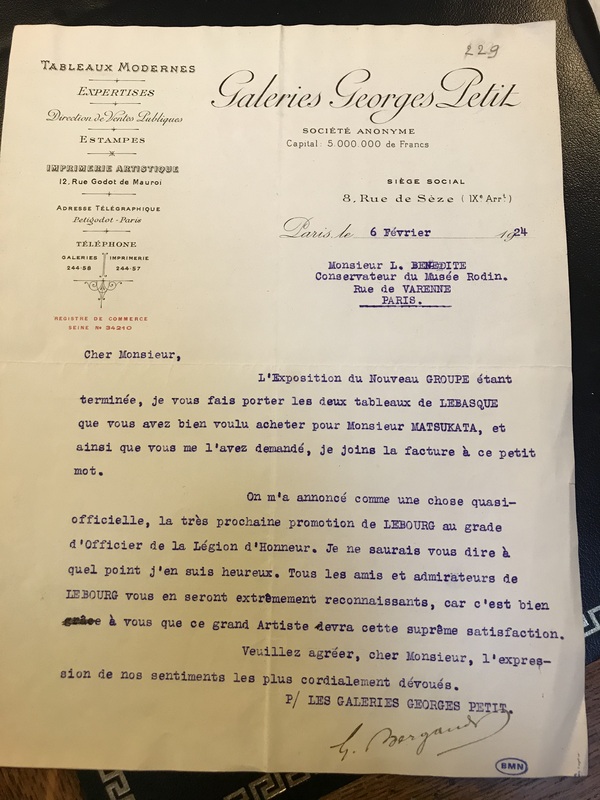 229
TABLEAUX MODERNES
EXPERTISES
Direction de Ventes Publiques
ESTAMPES
IMPRIMERIE ARTISTIQUE
12, Rue Godot de Mauroi
ADRESSE TÉLÉGRAPHIQUE
Petigodot - Paris
TÉLÉPHONE
GALERIES IMPRIMERIE
244-58 244-57
REGISTRE DE COMMERCE
SEINE No 34210
Galeries Georges Petit
SOCIÉTÉ ANONYME
Capital: 5.000.000 de Francs
SIÈGE SOCIAL
8, Rue de Sèze (IXe Arrt)
Paris, le 6 Février 1924
Monsieur L. BENEDITE
Conservateur du Musée Rodin.
Rue de VARENNE
PARIS.
Cher Monsieur,
L'Exposition du Nouveau GROUPE étant
terminée, je vous fais porter les deux tableaux de LEBASQUE
que vous avez bien voulu acheter pour Monsieur MATSUKATA, et
ainsi que vous me l'avez demandé, je joins la facture à ce petit
mot.
On m'a annoncé comme une chose quasi-
officielle, la très prochaine promotion de LEBOURG au grade
d'Officier de la Légion d'Honneur. Je ne saurais vous dire à
quel point j'en suis heureux. Tous les amis et admirateurs de
LEBOURG vous en seront extrêmement reconnaissants, car c'est bien
grâce à vous que ce grand Artiste devra cette suprême satisfaction.
Veuillez agréer, cher Monsieur, l'expres-
sion de nos sentiments les plus cordialement dévoués.
P/ LES GALERIES GEORGES PETIT.
BMN